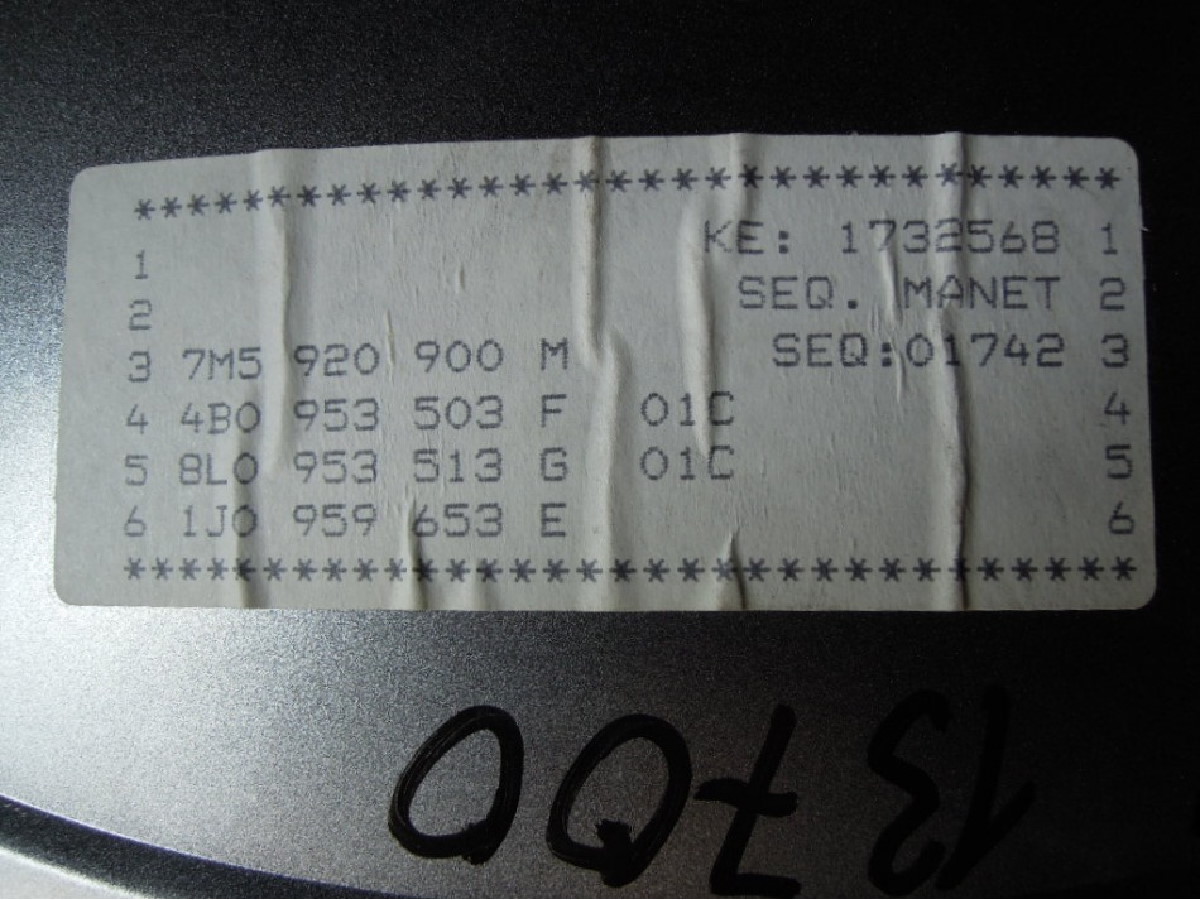 ********************************
1 KE: 1732568 1
2 SEQ. MANET 2
3 7M5 920 900 M SEQ:01742 3
4 4B0 953 503 F 01C 4
5 8L0 953 513 G 01C 5
6 1J0 959 653 E 6
********************************
13700